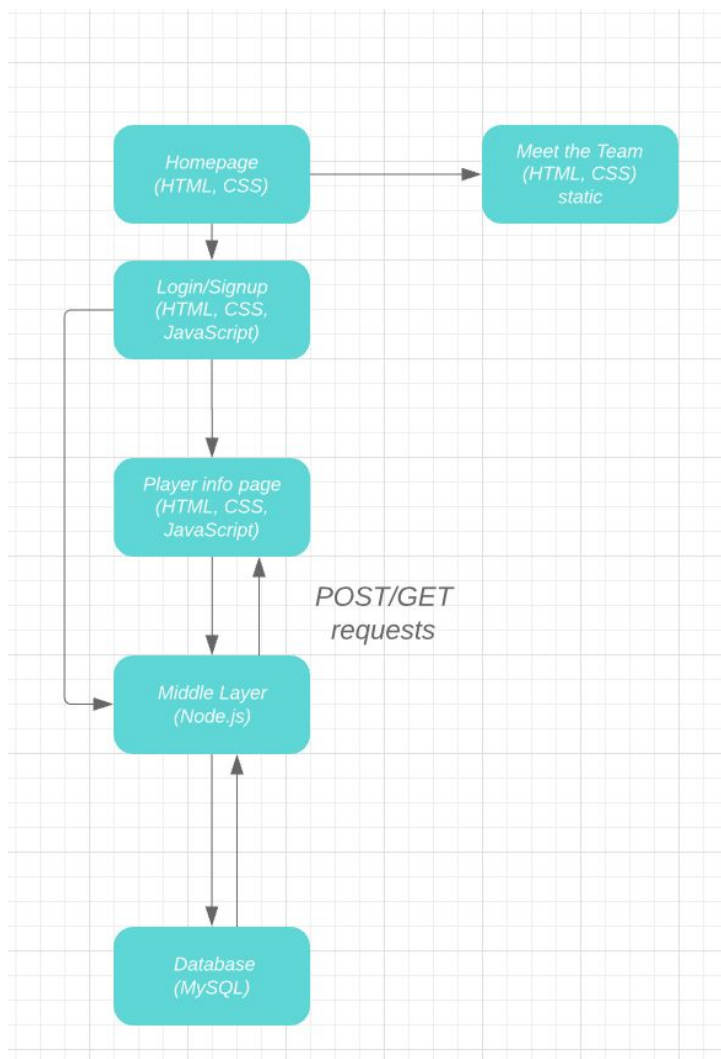 Homepage
(HTML, CSS)
Meet the Team
(HTML, CSS)
static
Login/Signup
(HTML, CSS,
JavaScript)
Player info page
(HTML, CSS,
JavaScript)
POST/GET
requests
Middle Layer
(Node.js)
Database
(MySQL)